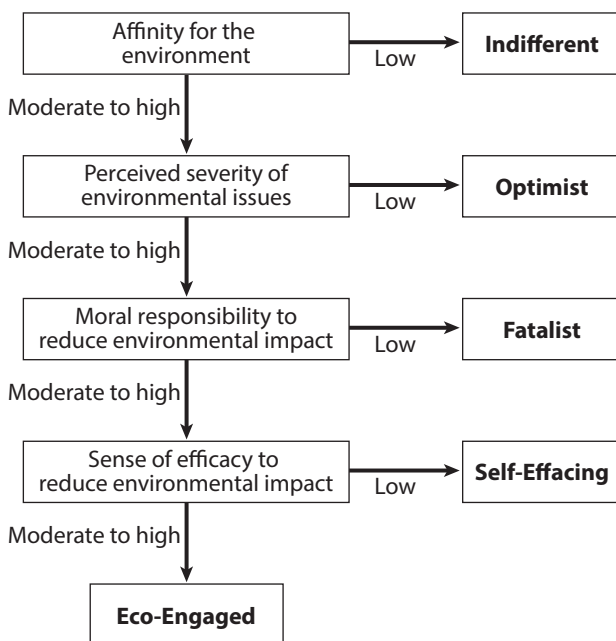 Affinity for the
environment
Low
Indifferent
Moderate to high
Perceived severity of
environmental issues
Low
Optimist
Moderate to high
Moral responsibility to
reduce environmental impact
Low
Fatalist
Moderate to high
Sense of efficacy to
reduce environmental impact
Low
Self-Effacing
Moderate to high
Eco-Engaged